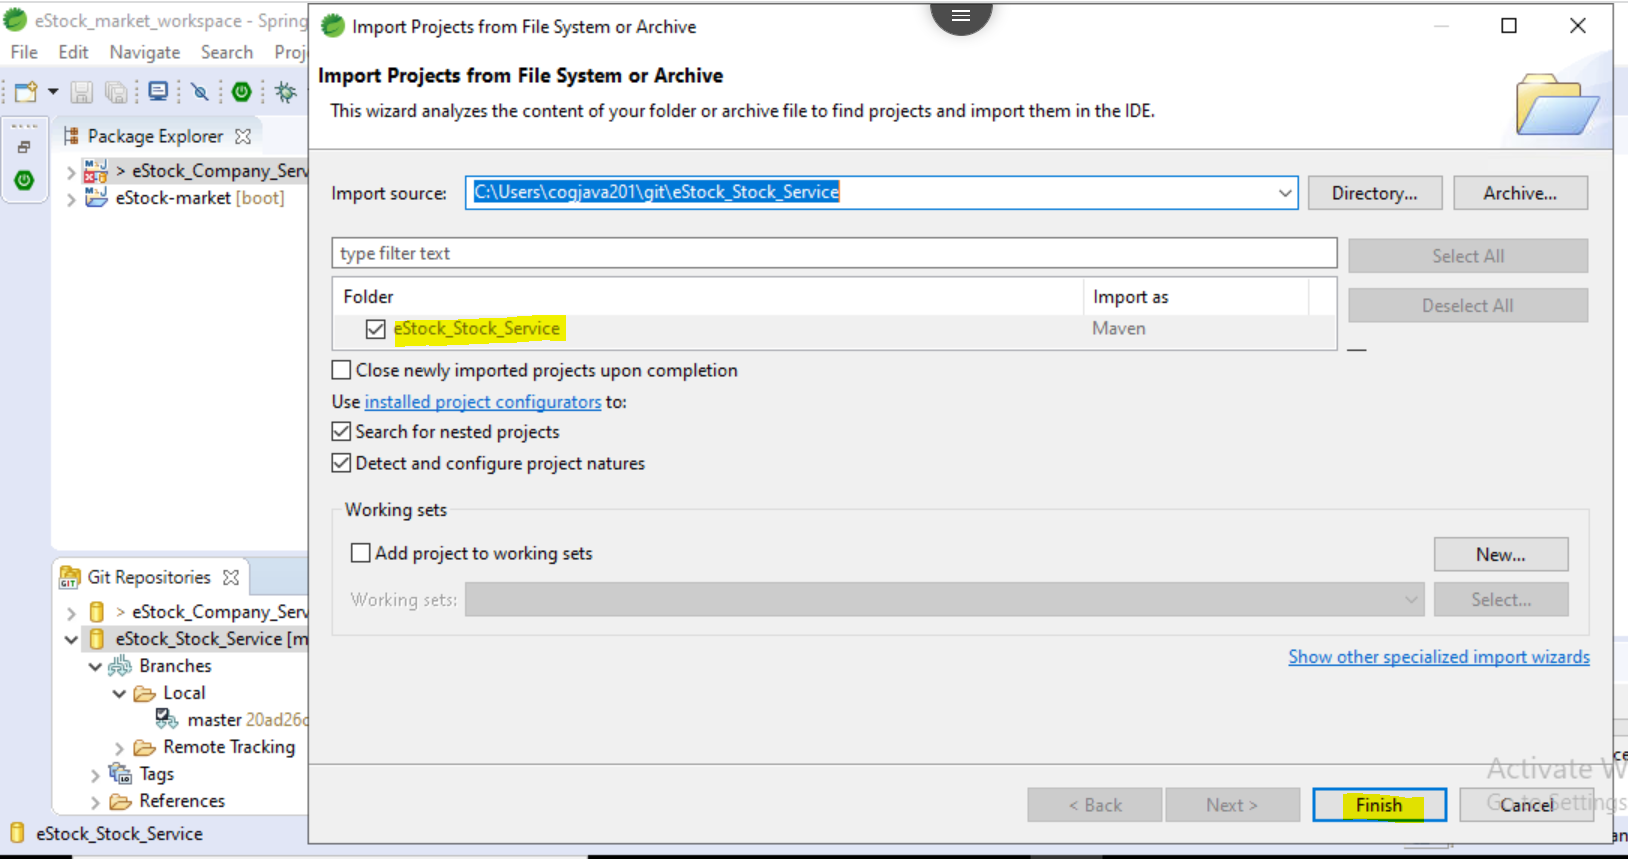 eStock_market_workspace - Spring
Import Projects from File System or Archive
File Edit Navigate Search Proj
Import Projects from File System or Archive
This wizard analyzes the content of your folder or archive file to find projects and import them in the IDE.
Package Explorer
> eStock_Company_Serv
eStock-market [boot]
Import source: C:\Users\cogjava201\git\eStock_Stock_Service Directory... Archive...
type filter text Select All
Folder Import as Deselect All
eStock_Stock_Service Maven
Close newly imported projects upon completion
Use installed project configurators to:
Search for nested projects
Detect and configure project natures
Working sets
Add project to working sets New...
Working sets: Select...
Show other specialized import wizards
Git Repositories
GIT
> eStock_Company_Serv
eStock_Stock_Service [m
Branches
Local
master 20ad26c
Remote Tracking
Tags
References
Activate W
Go to Settings
< Back Next > Finish Cancel
eStock_Stock_Service